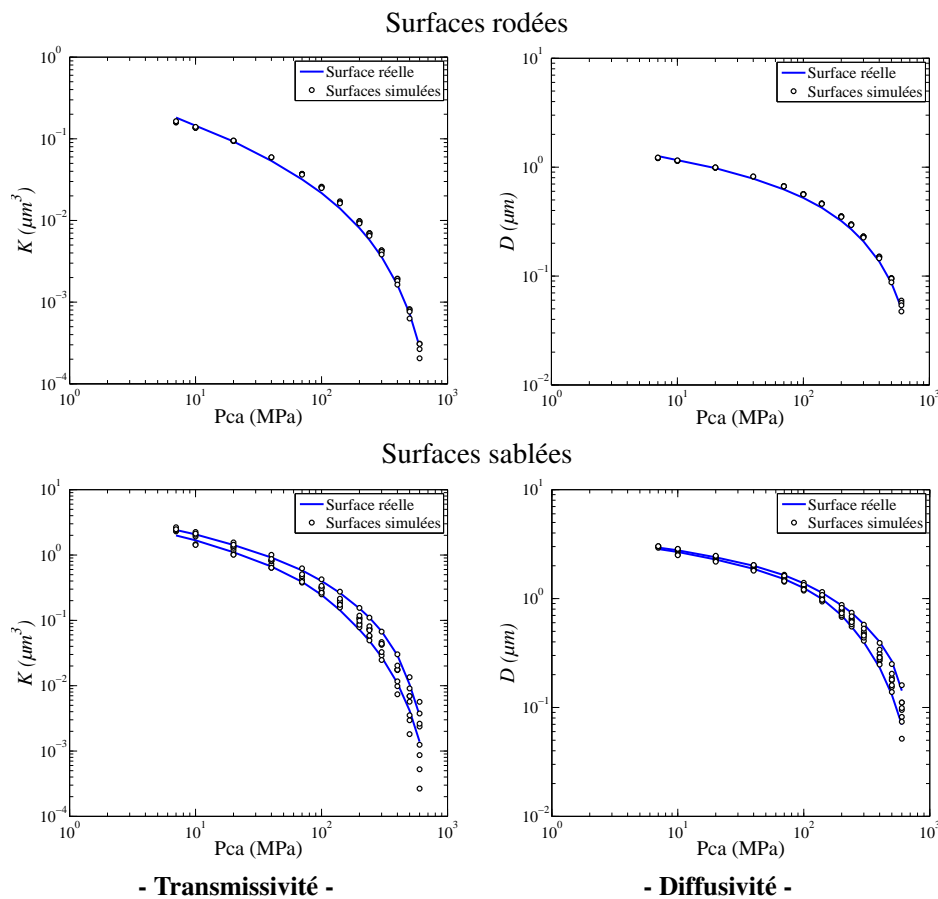 Surfaces rodées
10^0
10^-1
10^-2
10^-3
10^-4
K (μm^3)
10^0 10^1 10^2 10^3
Pca (MPa)
Surface réelle
Surfaces simulées
10^1
10^0
10^-1
10^-2
D (μm)
10^0 10^1 10^2 10^3
Pca (MPa)
Surface réelle
Surfaces simulées
Surfaces sablées
10^1
10^0
10^-1
10^-2
10^-3
10^-4
K (μm^3)
10^0 10^1 10^2 10^3
Pca (MPa)
Surface réelle
Surfaces simulées
10^1
10^0
10^-1
10^-2
D (μm)
10^0 10^1 10^2 10^3
Pca (MPa)
Surface réelle
Surfaces simulées
- Transmissivité -
- Diffusivité -